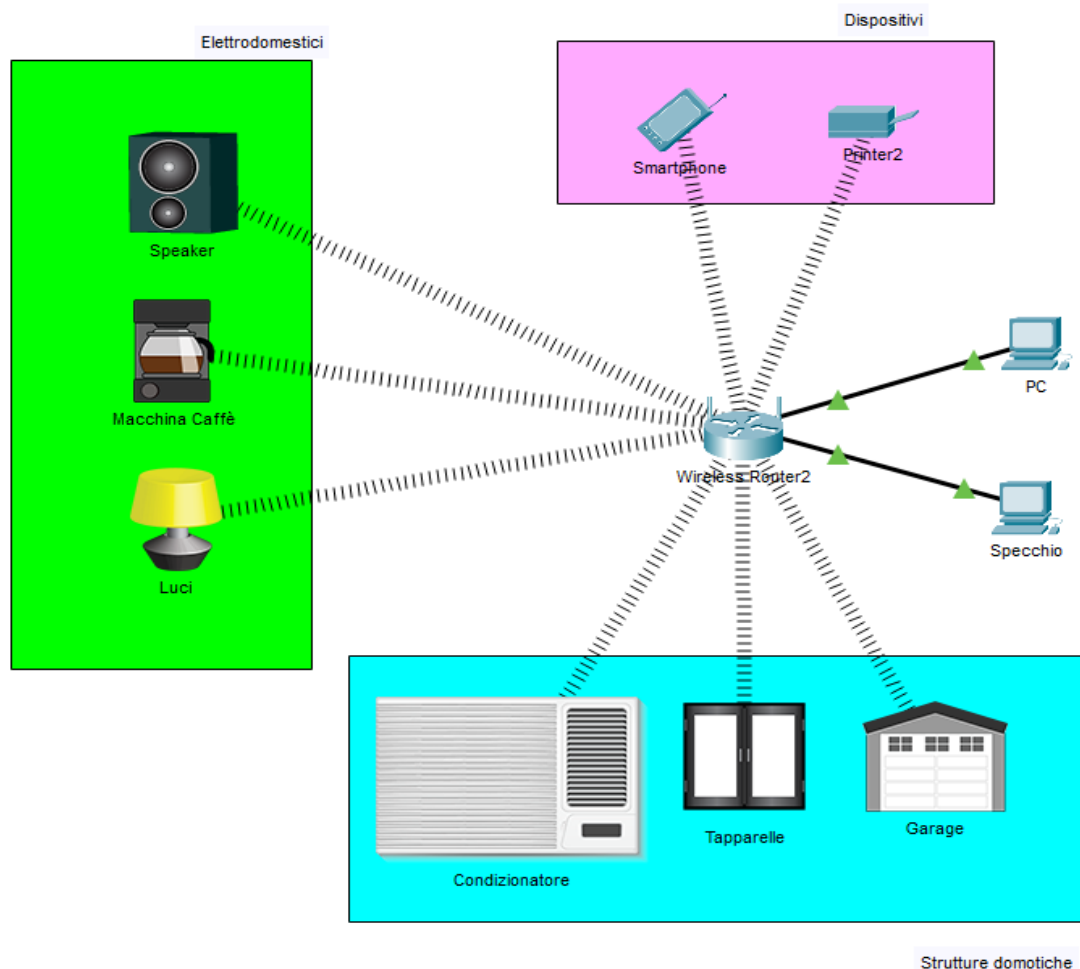 Dispositivi
Elettrodomestici
Smartphone
Printer2
Speaker
PC
Macchina Caffè
Wireless Router2
Specchio
Luci
Garage
Tapparelle
Condizionatore
Strutture domotiche